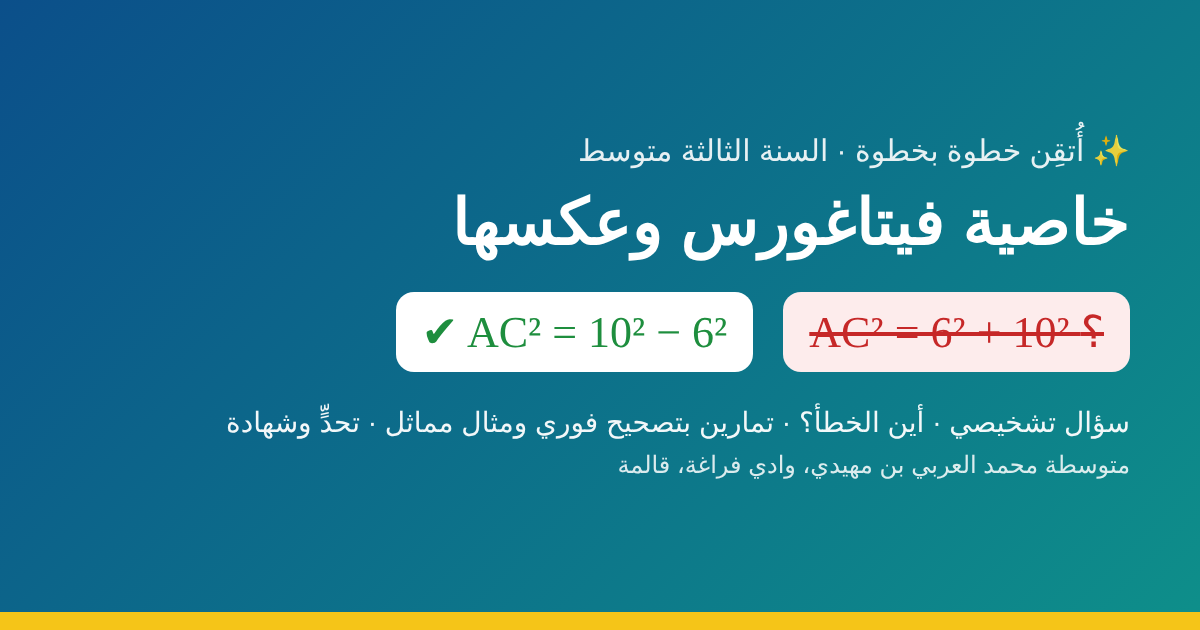 ✨ أُتقِن خطوة بخطوة · السنة الثالثة متوسط
خاصية فيتاغورس وعكسها
AC² = 6² + 10² ؟
✔ AC² = 10² − 6²
سؤال تشخيصي · أين الخطأ؟ · تمارين بتصحيح فوري ومثال مماثل · تحدٍّ وشهادة
متوسطة محمد العربي بن مهيدي، وادي فراغة، قالمة